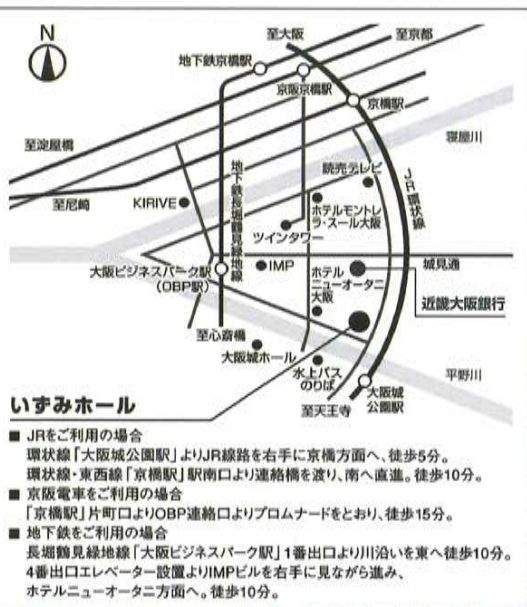 N
至大阪
至京都
地下鉄京橋駅
京阪京橋駅
京橋駅
至淀屋橋
寝屋川
読売テレビ
地下鉄長堀鶴見緑地線
JR環状線
至尼崎
KIRIVE
ホテルモントレ
ラ・スール大阪
ツインタワー
大阪ビジネスパーク駅
(OBP駅)
IMP
ホテル
ニューオータニ
大阪
城見通
近畿大阪銀行
至心斎橋
大阪城ホール
水上バス
のりば
平野川
大阪城
公園駅
至天王寺
いずみホール
■ JRをご利用の場合
環状線「大阪城公園駅」よりJR線路を右手に京橋方面へ、徒歩5分。
環状線・東西線「京橋駅」駅南口より連絡橋を渡り、南へ直進。徒歩10分。
■ 京阪電車をご利用の場合
「京橋駅」片町口よりOBP連絡口よりプロムナードをとおり、徒歩15分。
■ 地下鉄をご利用の場合
長堀鶴見緑地線「大阪ビジネスパーク駅」1番出口より川沿いを東へ徒歩10分。
4番出口エレベーター設置よりIMPビルを右手に見ながら進み、
ホテルニューオータニ方面へ。徒歩10分。